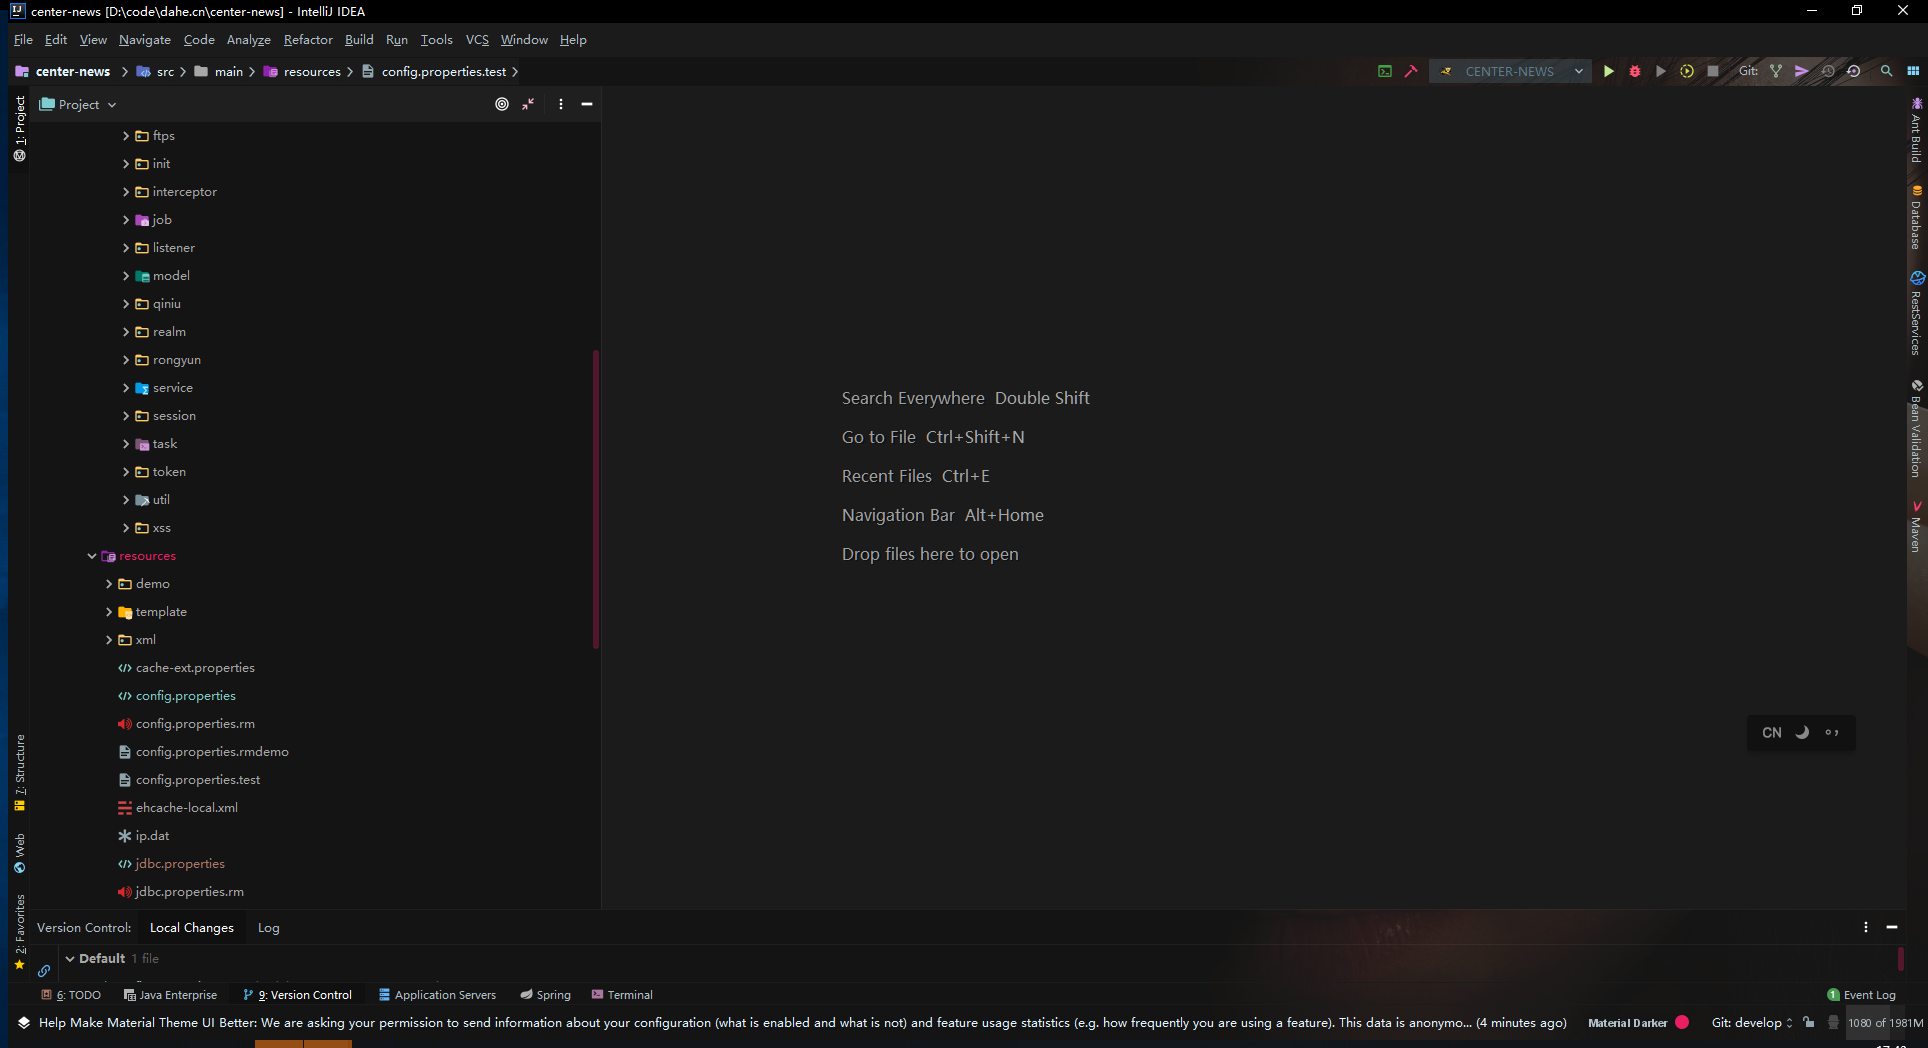 center-news [D:\code\dahe.cn\center-news] - IntelliJ IDEA
File Edit View Navigate Code Analyze Refactor Build Run Tools VCS Window Help
center-news src main resources config.properties.test
CENTER-NEWS
Git:
1: Project
Project
ftps
init
interceptor
job
listener
model
qiniu
realm
rongyun
service
session
task
token
util
xss
resources
demo
template
xml
cache-ext.properties
config.properties
config.properties.rm
config.properties.rmdemo
config.properties.test
ehcache-local.xml
ip.dat
jdbc.properties
jdbc.properties.rm
7: Structure
Web
2: Favorites
Search Everywhere Double Shift
Go to File Ctrl+Shift+N
Recent Files Ctrl+E
Navigation Bar Alt+Home
Drop files here to open
CN
Ant Build
Database
RestServices
Bean Validation
Maven
Version Control: Local Changes Log
Default 1 file
6: TODO Java Enterprise 9: Version Control Application Servers Spring Terminal
1 Event Log
Help Make Material Theme UI Better: We are asking your permission to send information about your configuration (what is enabled and what is not) and feature usage statistics (e.g. how frequently you are using a feature). This data is anonymo... (4 minutes ago)
Material Darker
Git: develop
1080 of 1981M